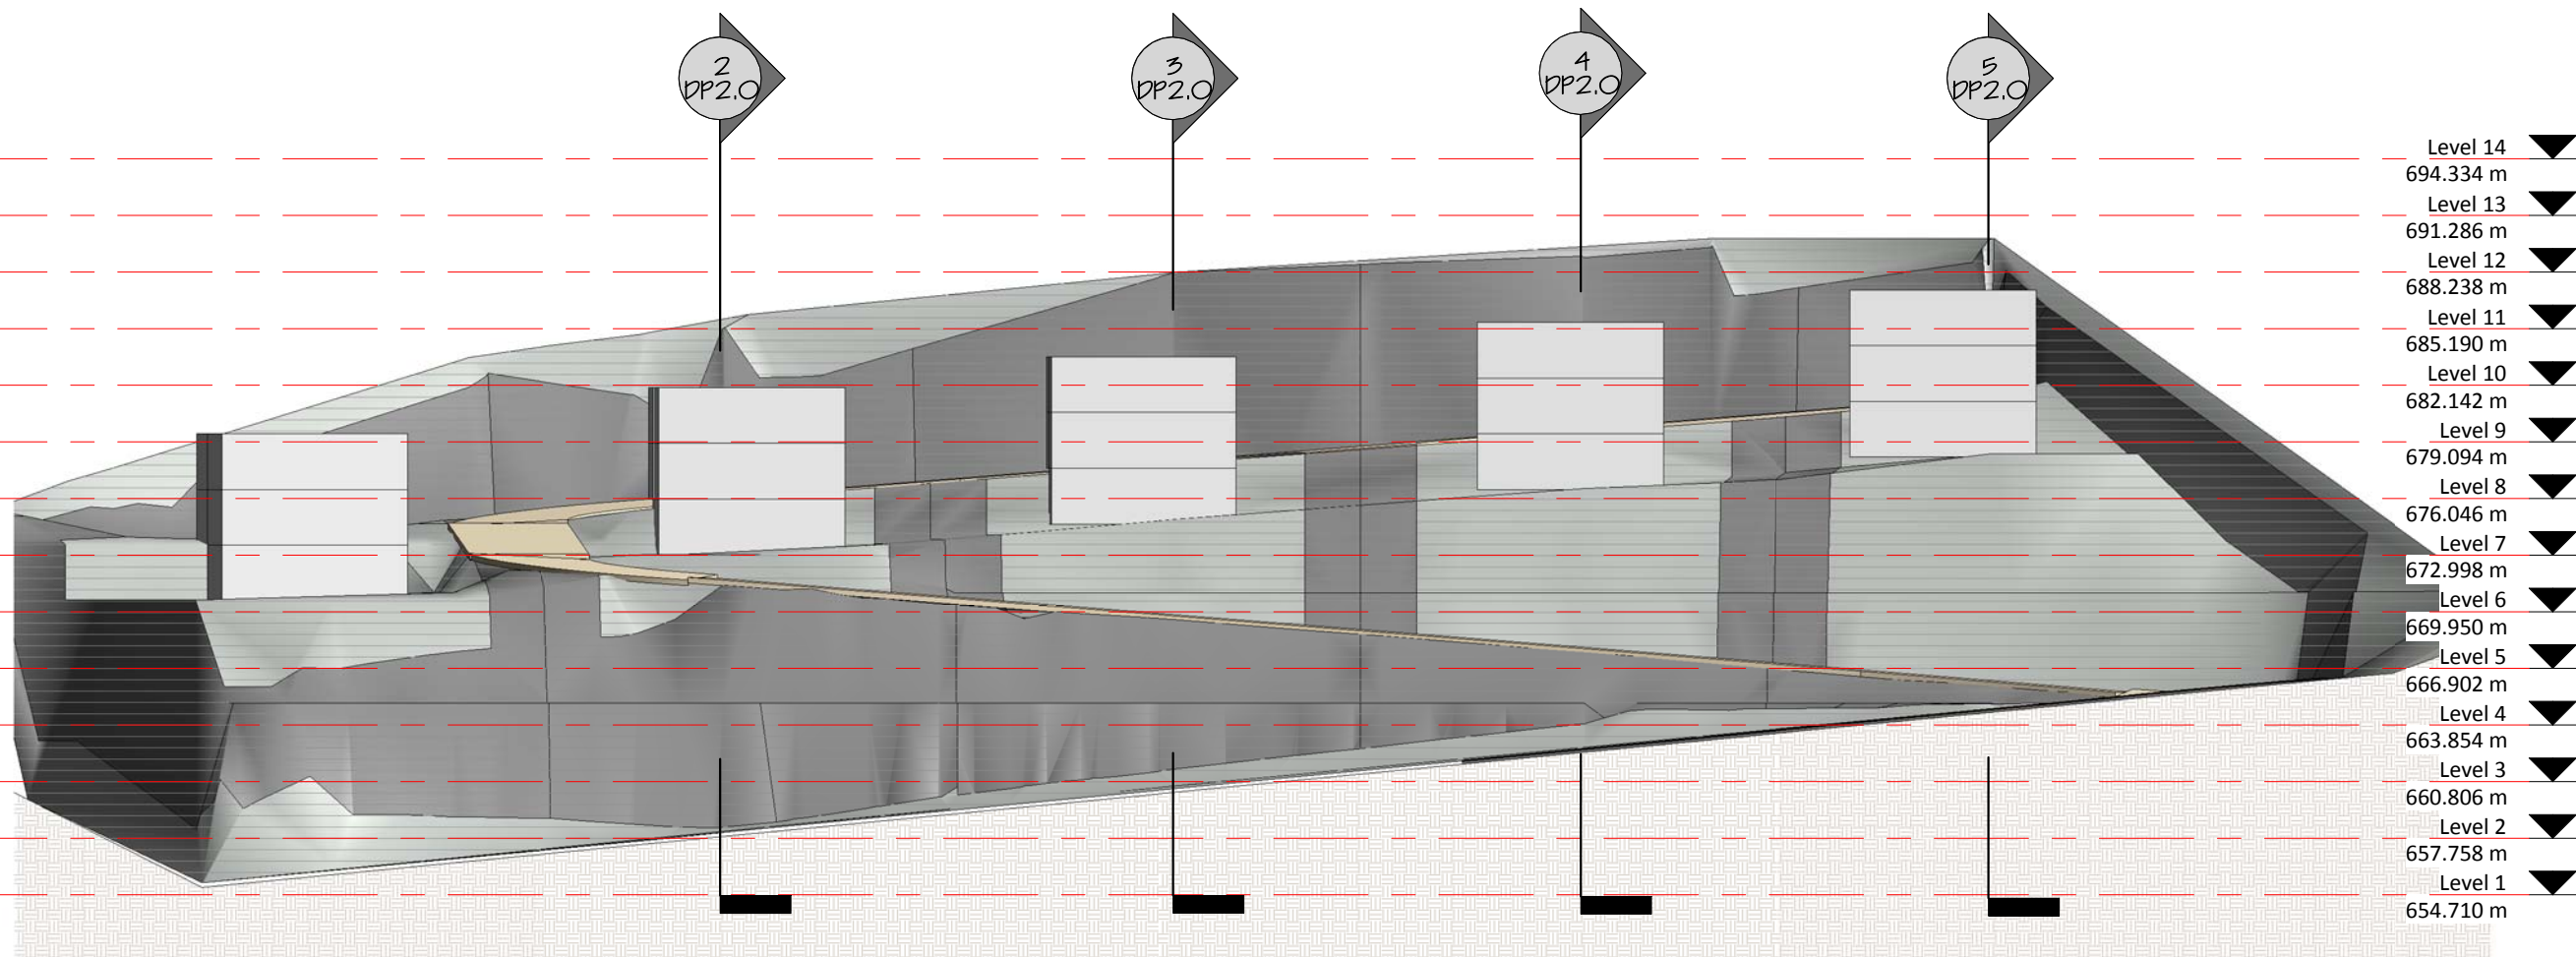 2
DP2.0
3
DP2.0
4
DP2.0
5
DP2.0
Level 14
694.334 m
Level 13
691.286 m
Level 12
688.238 m
Level 11
685.190 m
Level 10
682.142 m
Level 9
679.094 m
Level 8
676.046 m
Level 7
672.998 m
Level 6
669.950 m
Level 5
666.902 m
Level 4
663.854 m
Level 3
660.806 m
Level 2
657.758 m
Level 1
654.710 m